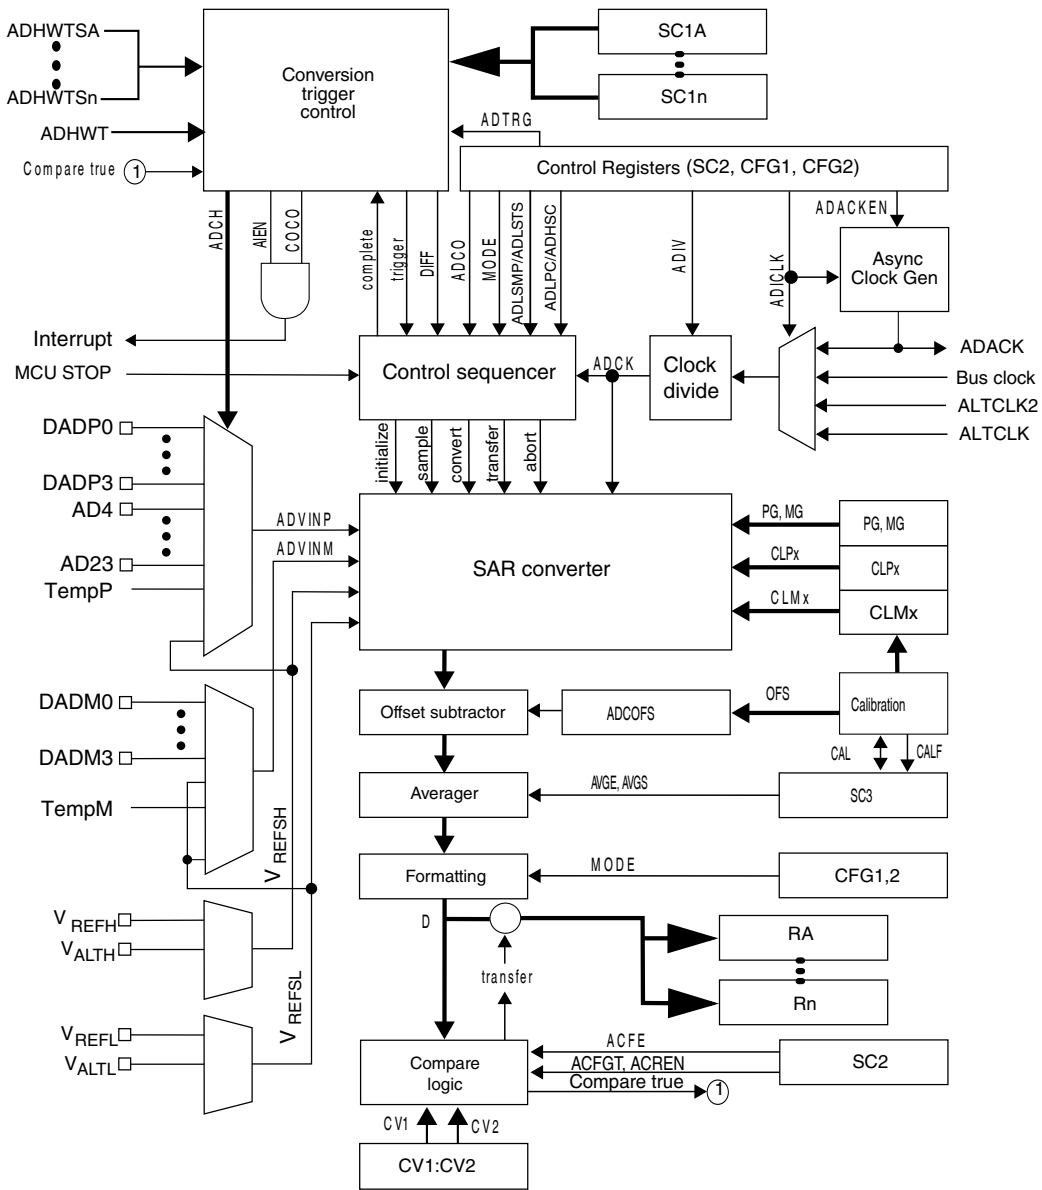 ADHWTSA
ADHWTSn
ADHWT
Compare true 1
Conversion
trigger
control
SC1A
SC1n
ADTRG
Control Registers (SC2, CFG1, CFG2)
ADCH
AIEN
COCO
complete
trigger
DIFF
ADCO
MODE
ADLSMP/ADLSTS
ADLPC/ADHSC
ADIV
ADICLK
ADACKEN
Async
Clock Gen
Interrupt
MCU STOP
Control sequencer
ADCK
Clock
divide
ADACK
Bus clock
ALTCLK2
ALTCLK
initialize
sample
convert
transfer
abort
DADP0
DADP3
AD4
AD23
TempP
ADVINP
ADVINM
SAR converter
PG, MG
PG, MG
CLPx
CLPx
CLMx
CLMx
DADM0
DADM3
TempM
Offset subtractor
ADCOFS
OFS
Calibration
CAL
CALF
Averager
AVGE, AVGS
SC3
Formatting
MODE
CFG1,2
V REFSH
V REFSL
V REFH
VALTH
V REFL
VALTL
D
transfer
RA
Rn
Compare
logic
ACFE
ACFGT, ACREN
Compare true 1
SC2
CV1
CV2
CV1:CV2